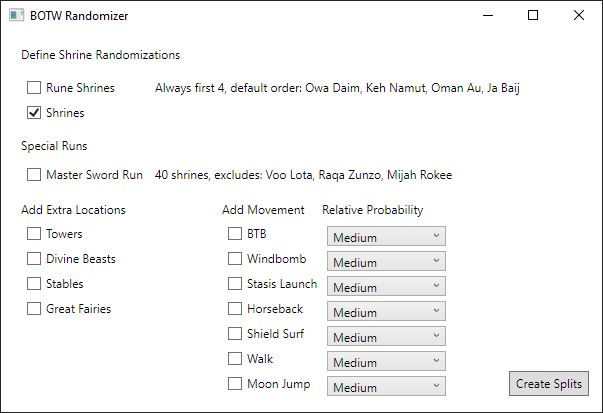 BOTW Randomizer
Define Shrine Randomizations
Rune Shrines Always first 4, default order: Owa Daim, Keh Namut, Oman Au, Ja Baij
Shrines
Special Runs
Master Sword Run 40 shrines, excludes: Voo Lota, Raqa Zunzo, Mijah Rokee
Add Extra Locations Add Movement Relative Probability
Towers BTB Medium
Divine Beasts Windbomb Medium
Stables Stasis Launch Medium
Great Fairies Horseback Medium
Shield Surf Medium
Walk Medium
Moon Jump Medium
Create Splits